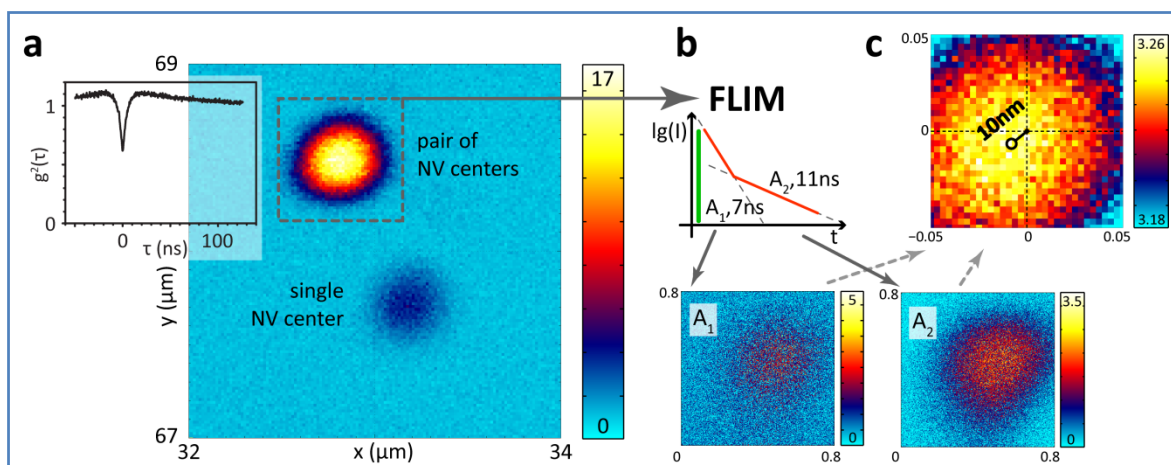 a
69
17
1
g²(τ)
0
0
100
τ (ns)
pair of
NV centers
single
NV center
y (μm)
67
32
x (μm)
34
0
b
FLIM
lg(I)
A₂,11ns
A₁,7ns
t
c
0.05
3.26
10nm
0
3.18
−0.05
0
0.05
0.8
A₁
5
0
0
0.8
0.8
A₂
3.5
0
0
0.8